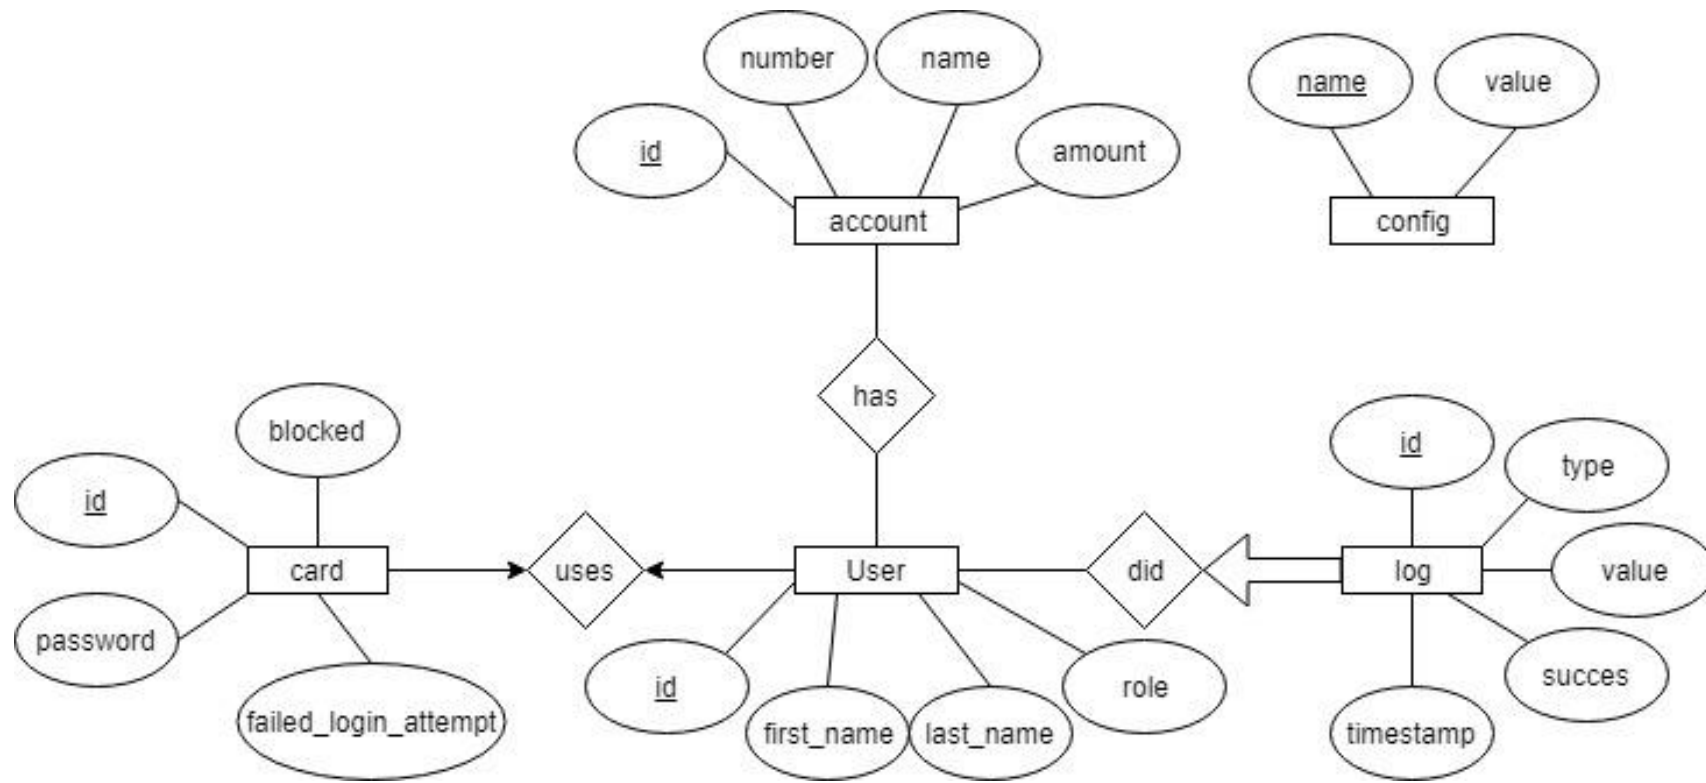 number
name
name
value
id
amount
account
config
has
blocked
id
type
id
card
uses
User
did
log
value
password
id
role
succes
failed_login_attempt
first_name
last_name
timestamp